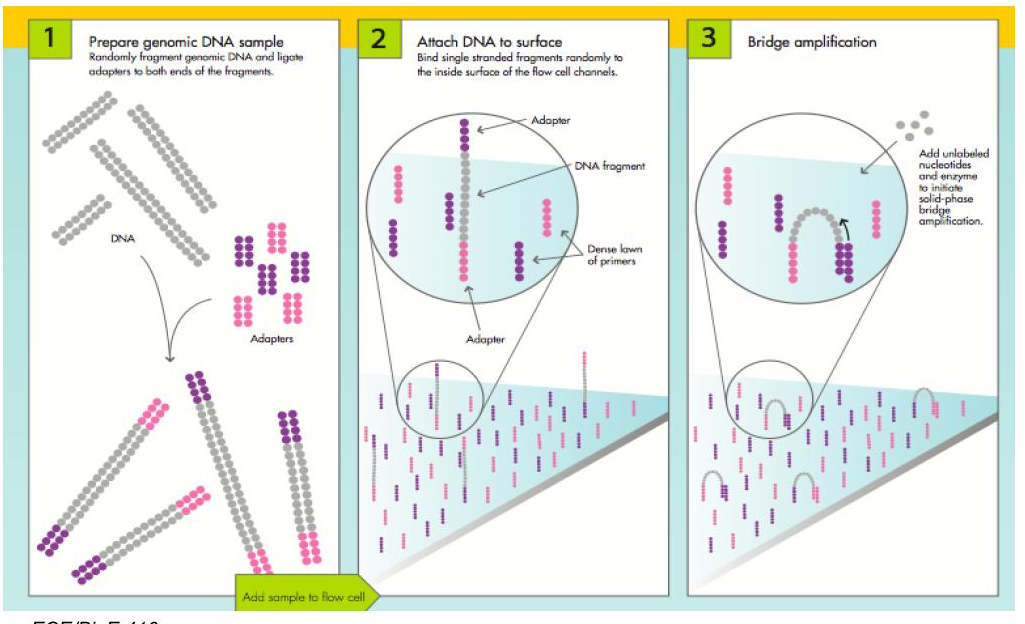 1
Prepare genomic DNA sample
Randomly fragment genomic DNA and ligate
adapters to both ends of the fragments.
DNA
Adapters
Add sample to flow cell
2
Attach DNA to surface
Bind single stranded fragments randomly to
the inside surface of the flow cell channels.
Adapter
DNA fragment
Dense lawn
of primers
Adapter
3
Bridge amplification
Add unlabeled
nucleotides
and enzyme
to initiate
solid-phase
bridge
amplification.